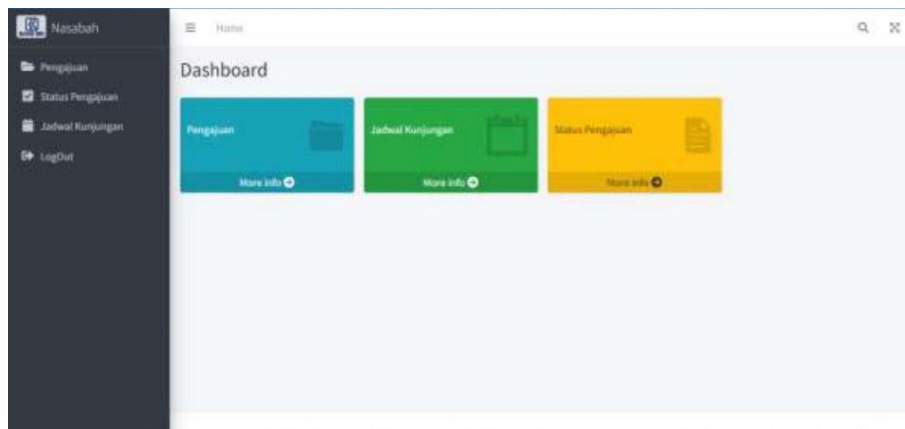 Nasabah
Home
Pengajuan
Status Pengajuan
Jadwal Kunjungan
LogOut
Dashboard
Pengajuan
Jadwal Kunjungan
Status Pengajuan
More info
More info
More info